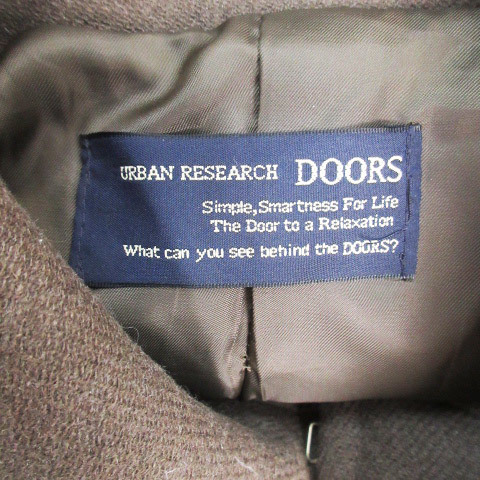 URBAN RESEARCH DOORS
Simple,Smartness For Life
The Door to a Relaxation
What can you see behind the DOORS?